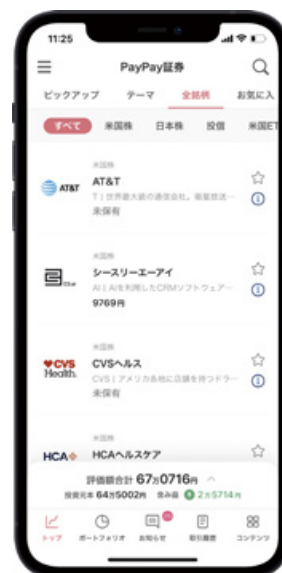 11:25
PayPay証券
ピックアップ テーマ 全銘柄 お気に入
すべて 米国株 日本株 投信 米国ET
米国株
AT&T
AT&T
T | 世界最大級の通信会社。衛星放送…
未保有
米国株
シースリーエーアイ
AI | AIを利用したCRMソフトウェア…
9769円
米国株
CVS Health.
CVSヘルス
CVS | アメリカ各地に店舗を持つドラ…
未保有
米国株
HCA
HCAヘルスケア
評価額合計 67万0716円
投資元本 64万5002円 含み益 2万5714円
トップ ポートフォリオ お知らせ 取引履歴 コンテンツ